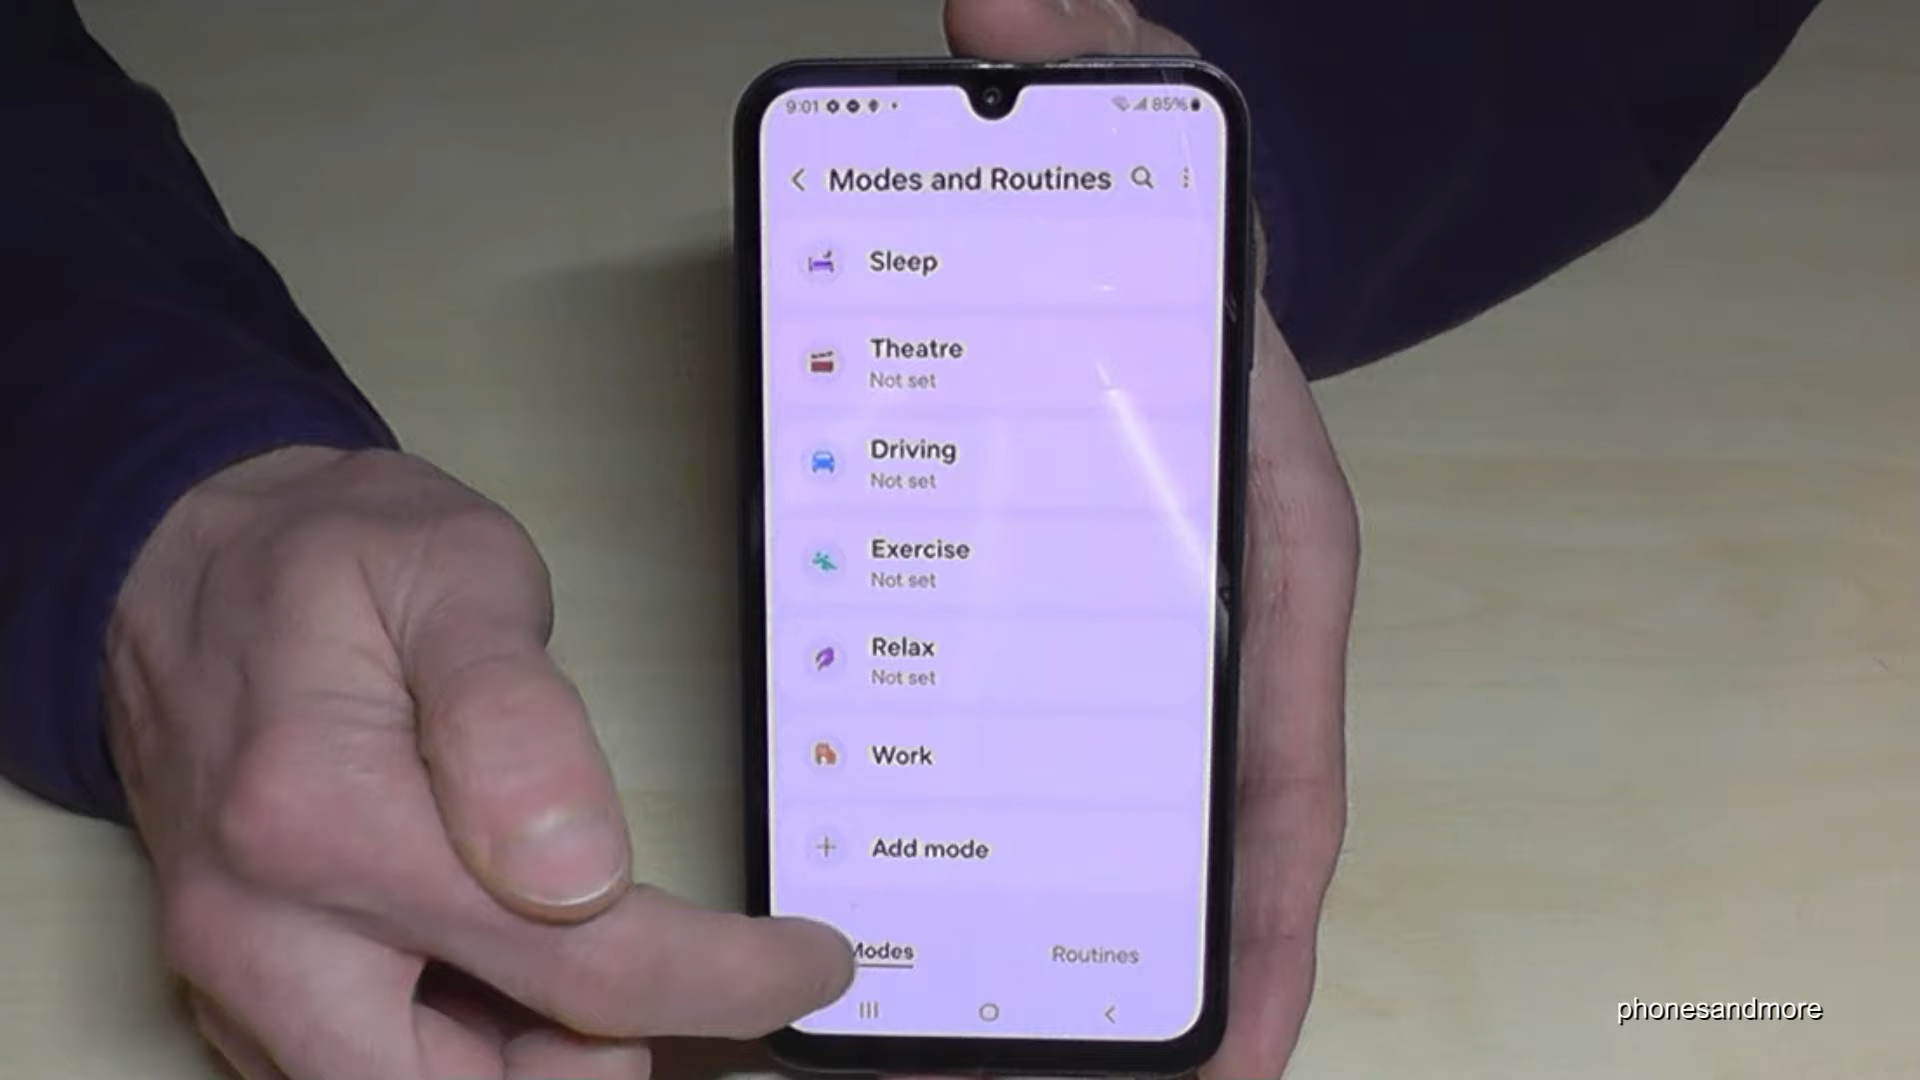 9:01
85%
Modes and Routines
Sleep
Theatre
Not set
Driving
Not set
Exercise
Not set
Relax
Not set
Work
Add mode
Modes
Routines
phonesandmore